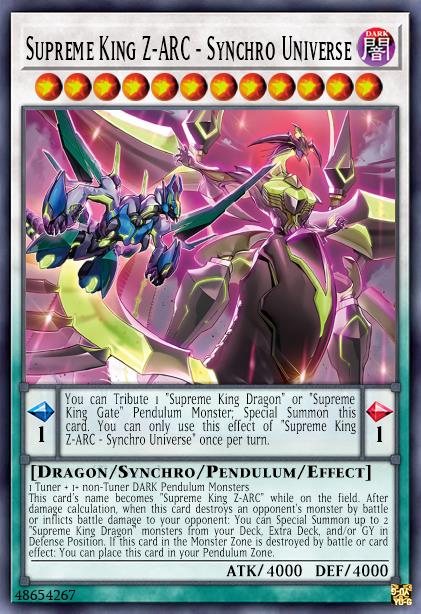 Supreme King Z-ARC - Synchro Universe
DARK
闇
You can Tribute 1 "Supreme King Dragon" or "Supreme
King Gate" Pendulum Monster; Special Summon this
card. You can only use this effect of "Supreme King
Z-ARC - Synchro Universe" once per turn.
1
1
[Dragon/Synchro/Pendulum/Effect]
1 Tuner + 1+ non-Tuner DARK Pendulum Monsters
This card's name becomes "Supreme King Z-ARC" while on the field. After
damage calculation, when this card destroys an opponent's monster by battle
or inflicts battle damage to your opponent: You can Special Summon up to 2
"Supreme King Dragon" monsters from your Deck, Extra Deck, and/or GY in
Defense Position. If this card in the Monster Zone is destroyed by battle or card
effect: You can place this card in your Pendulum Zone.
ATK/4000 DEF/4000
48654267